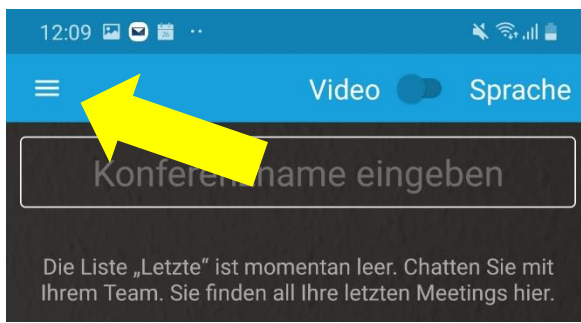 12:09
Video Sprache
Konferenzname eingeben
Die Liste „Letzte“ ist momentan leer. Chatten Sie mit
Ihrem Team. Sie finden all Ihre letzten Meetings hier.